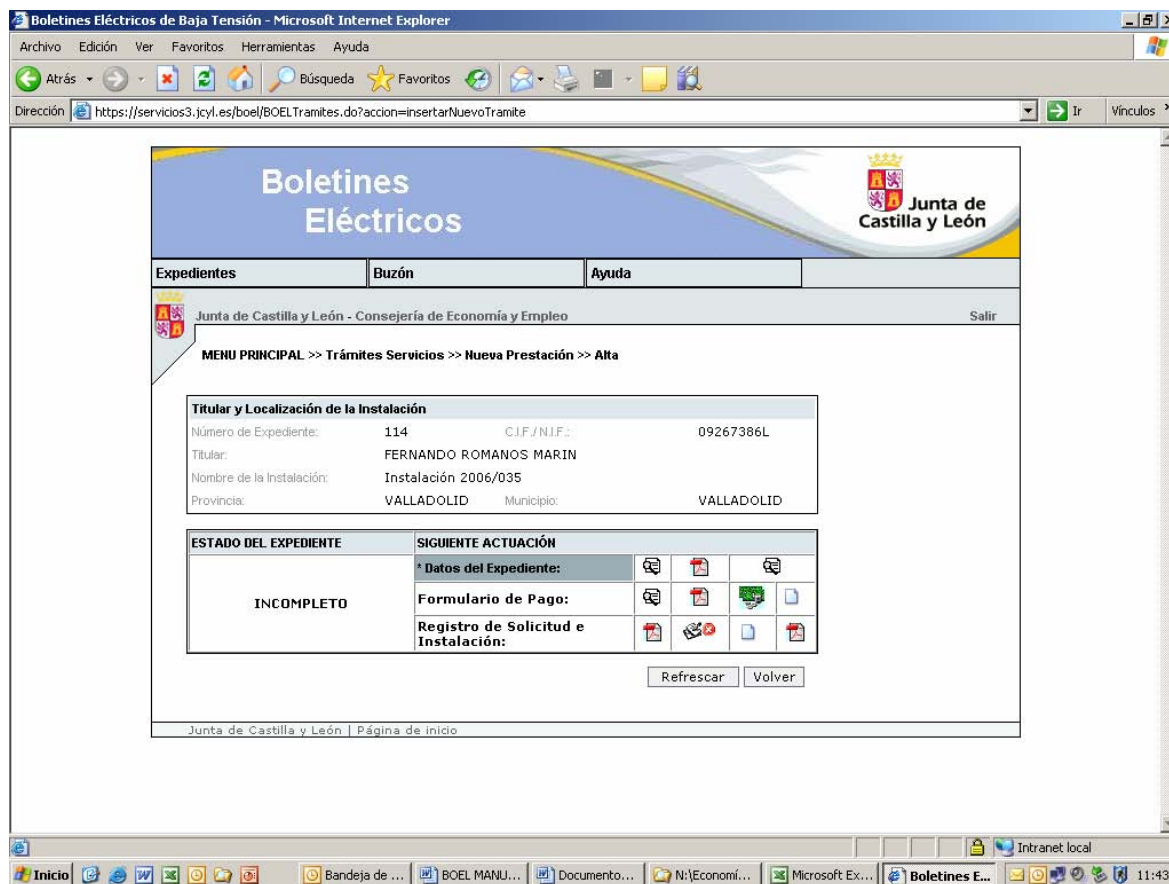 Boletines Eléctricos de Baja Tensión - Microsoft Internet Explorer
Archivo Edición Ver Favoritos Herramientas Ayuda
Atrás Búsqueda Favoritos
Dirección https://servicios3.jcyl.es/boel/BOELTramites.do?accion=insertarNuevoTramite Ir Vínculos
Boletines
Eléctricos
Junta de
Castilla y León
Expedientes Buzón Ayuda
Junta de Castilla y León - Consejería de Economía y Empleo Salir
MENU PRINCIPAL >> Trámites Servicios >> Nueva Prestación >> Alta
Titular y Localización de la Instalación
Número de Expediente: 114 C.I.F./N.I.F.: 09267386L
Titular: FERNANDO ROMANOS MARIN
Nombre de la Instalación: Instalación 2006/035
Provincia: VALLADOLID Municipio: VALLADOLID
ESTADO DEL EXPEDIENTE SIGUIENTE ACTUACIÓN
* Datos del Expediente:
INCOMPLETO Formulario de Pago:
Registro de Solicitud e
Instalación:
Refrescar Volver
Junta de Castilla y León | Página de inicio
Intranet local
Inicio Bandeja de ... BOEL MANU... Documento... N:\Economí... Microsoft Ex... Boletines E... 11:43